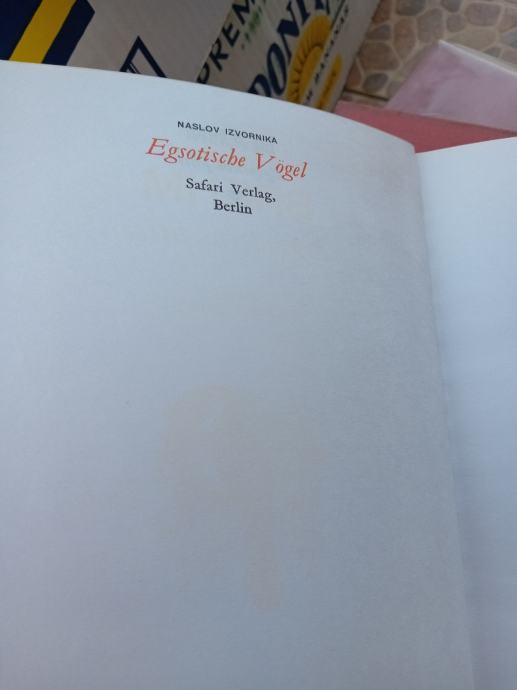 NASLOV IZVORNIKA
Egsotische Vögel
Safari Verlag,
Berlin